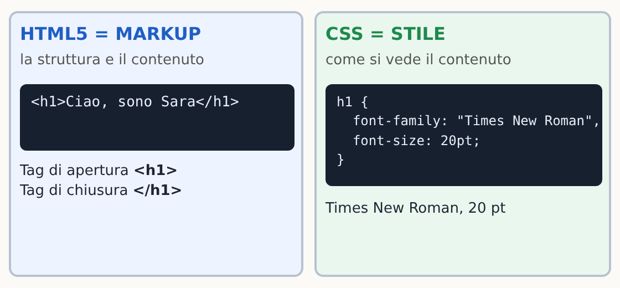 HTML5 = MARKUP
la struttura e il contenuto
<h1>Ciao, sono Sara</h1>
Tag di apertura <h1>
Tag di chiusura </h1>
CSS = STILE
come si vede il contenuto
h1 {
  font-family: "Times New Roman",
  font-size: 20pt;
}
Times New Roman, 20 pt